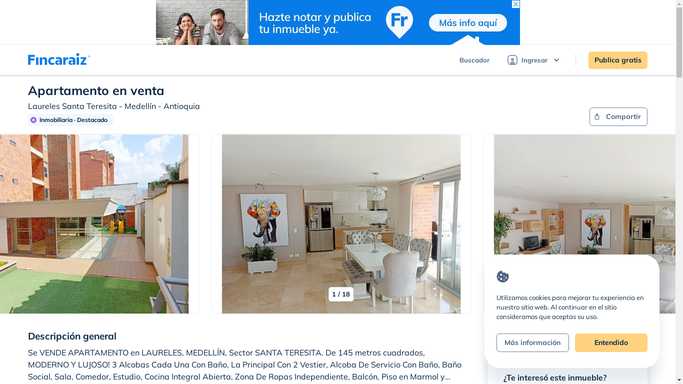 Hazte notar y publica
tu inmueble ya.
Fr
Más info aquí
Fincaraiz
Buscador
Ingresar
Publica gratis
Apartamento en venta
Laureles Santa Teresita - Medellín - Antioquia
Inmobiliaria · Destacado
Compartir
1 / 18
Utilizamos cookies para mejorar tu experiencia en
nuestro sitio web. Al continuar en el sitio
consideramos que aceptas su uso.
Más información
Entendido
Descripción general
Se VENDE APARTAMENTO en LAURELES, MEDELLÍN, Sector SANTA TERESITA. De 145 metros cuadrados,
MODERNO Y LUJOSO! 3 Alcobas Cada Una Con Baño, La Principal Con 2 Vestier, Alcoba De Servicio Con Baño, Baño
Social, Sala, Comedor, Estudio, Cocina Integral Abierta, Zona De Ropas Independiente, Balcón, Piso en Marmol y...
¿Te interesó este inmueble?